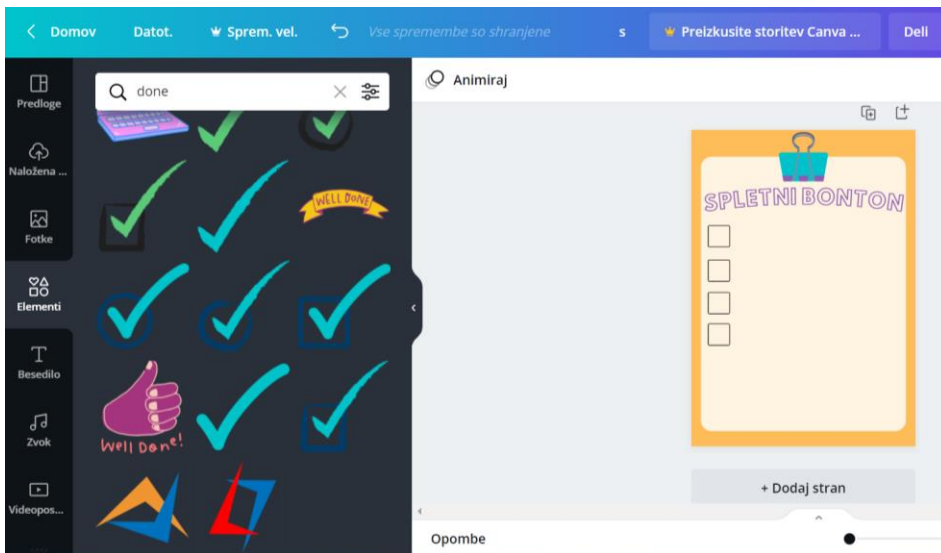 Domov Datot. Sprem. vel. Vse spremembe so shranjene s Preizkusite storitev Canva ... Deli
Predloge
Naložena ...
Fotke
Elementi
Besedilo
Zvok
Videopos...
done
WELL DONE
Well Done!
Animiraj
SPLETNI BONTON
+ Dodaj stran
Opombe